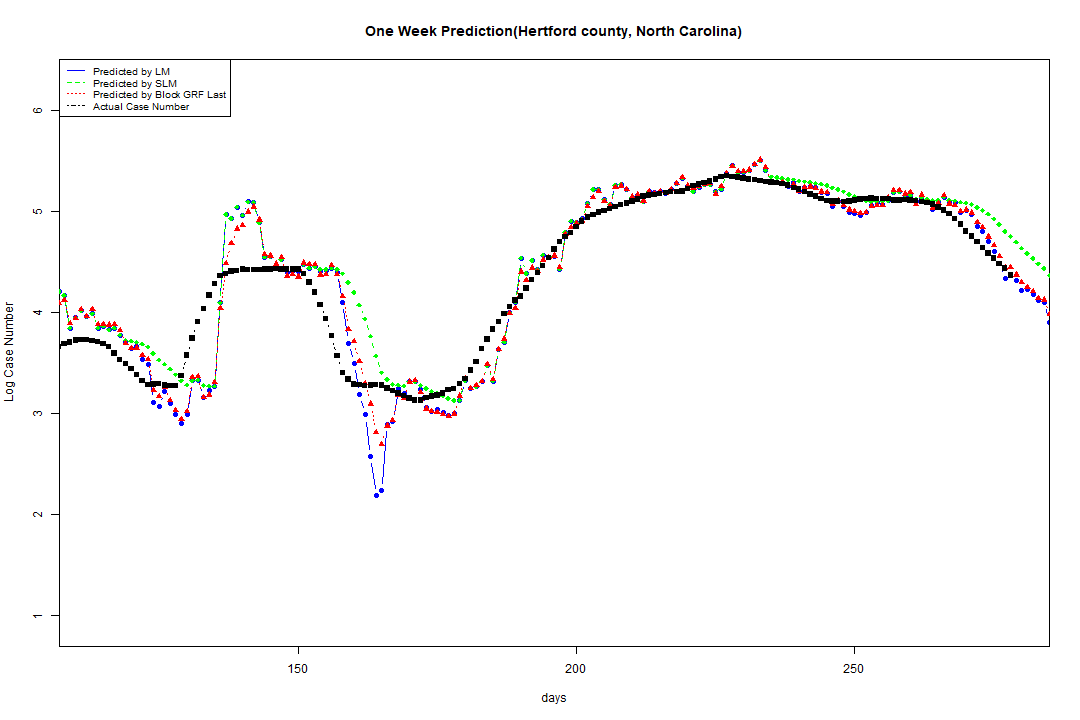 One Week Prediction(Hertford county, North Carolina)
Predicted by LM
Predicted by SLM
Predicted by Block GRF Last
Actual Case Number
6
5
4
3
2
1
Log Case Number
150
200
250
days